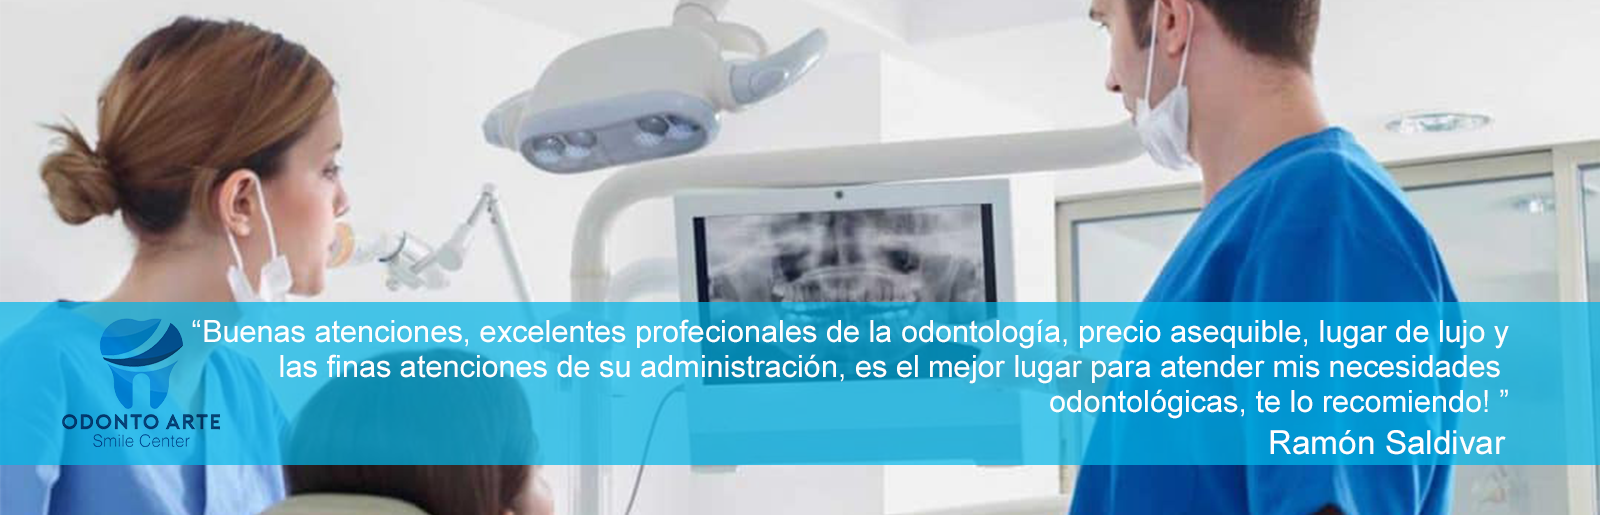 “Buenas atenciones, excelentes profecionales de la odontología, precio asequible, lugar de lujo y
las finas atenciones de su administración, es el mejor lugar para atender mis necesidades
odontológicas, te lo recomiendo! ”
Ramón Saldivar
ODONTO ARTE
Smile Center